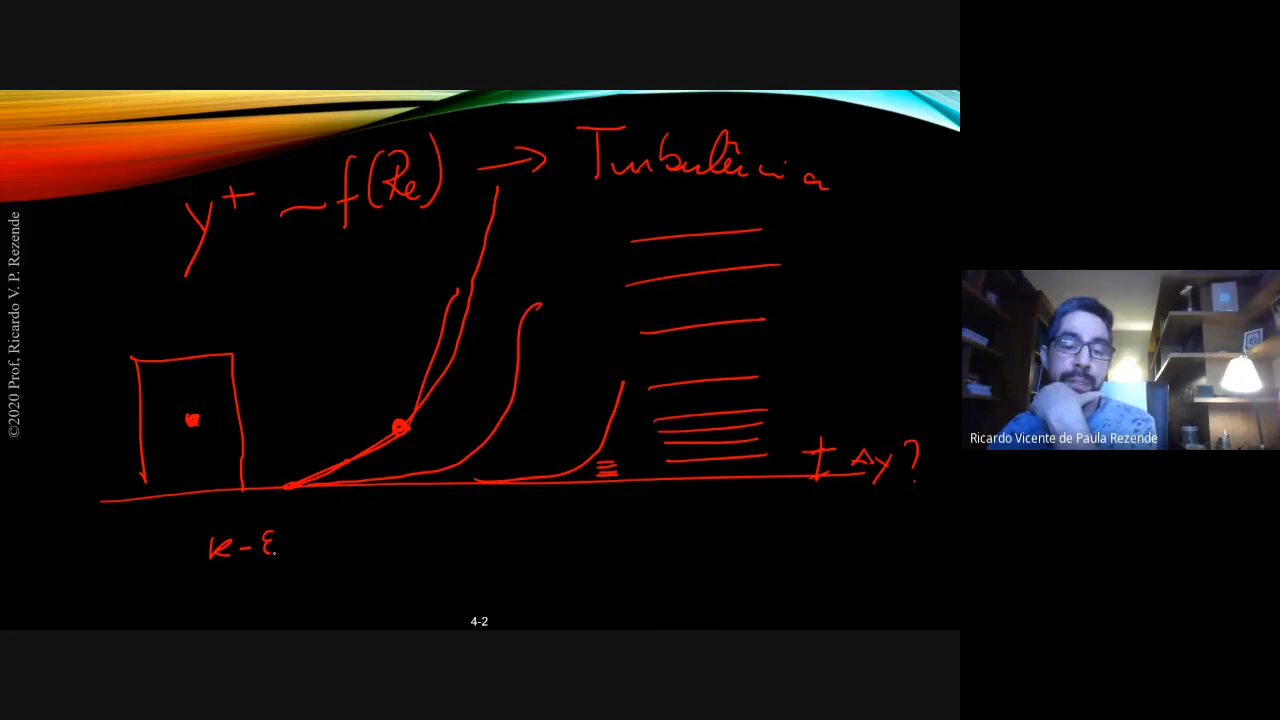 y+ ~ f(Re) → Turbulência
Δy?
K-ε
©2020 Prof, Ricardo V. P. Rezende
4-2
Ricardo Vicente de Paula Rezende